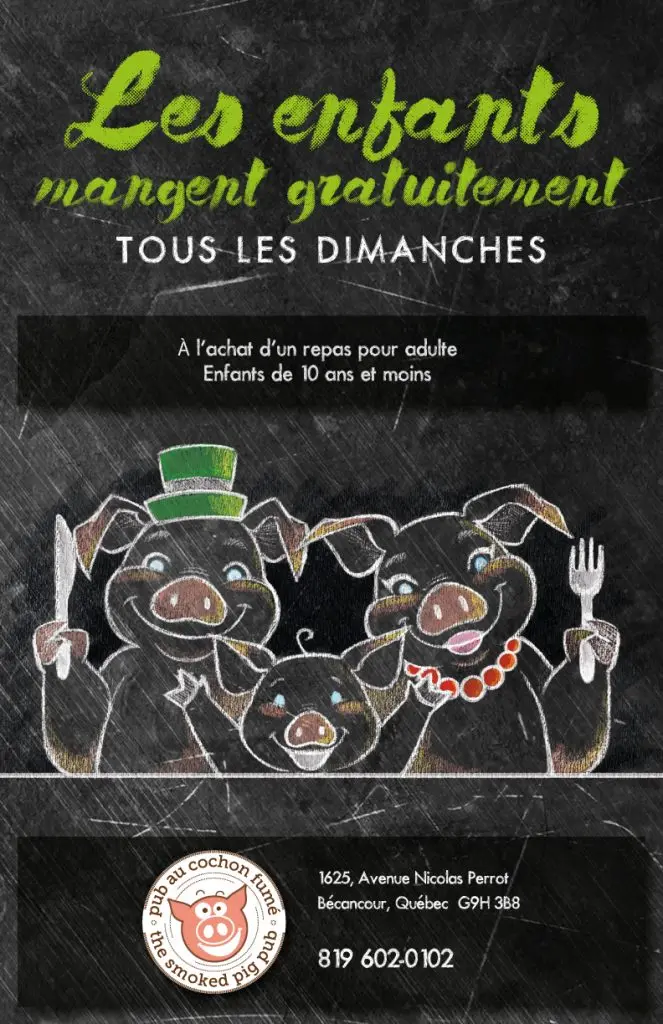 Les enfants
mangent gratuitement
TOUS LES DIMANCHES
À l'achat d'un repas pour adulte
Enfants de 10 ans et moins
pub au cochon fumé
the smoked pig pub
1625, Avenue Nicolas Perrot
Bécancour, Québec G9H 3B8
819 602-0102